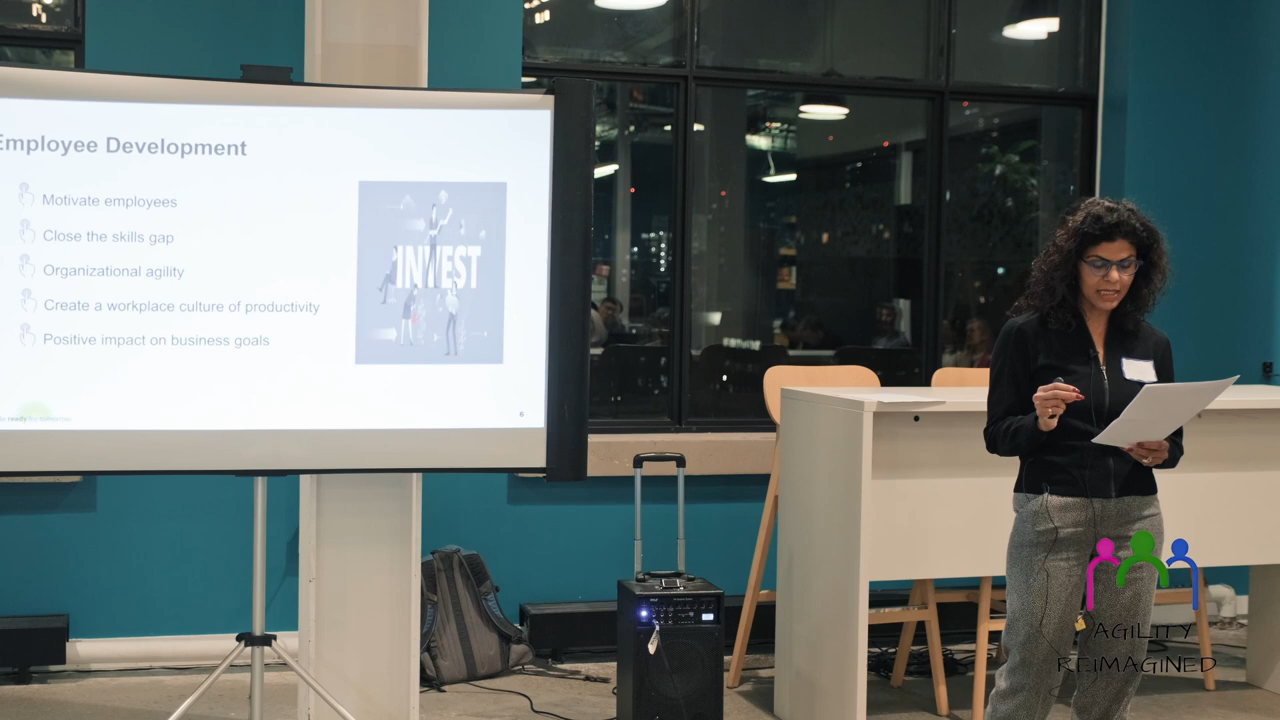 Employee Development
Motivate employees
Close the skills gap
Organizational agility
Create a workplace culture of productivity
Positive impact on business goals
INVEST
6
AGILITY
REIMAGINED